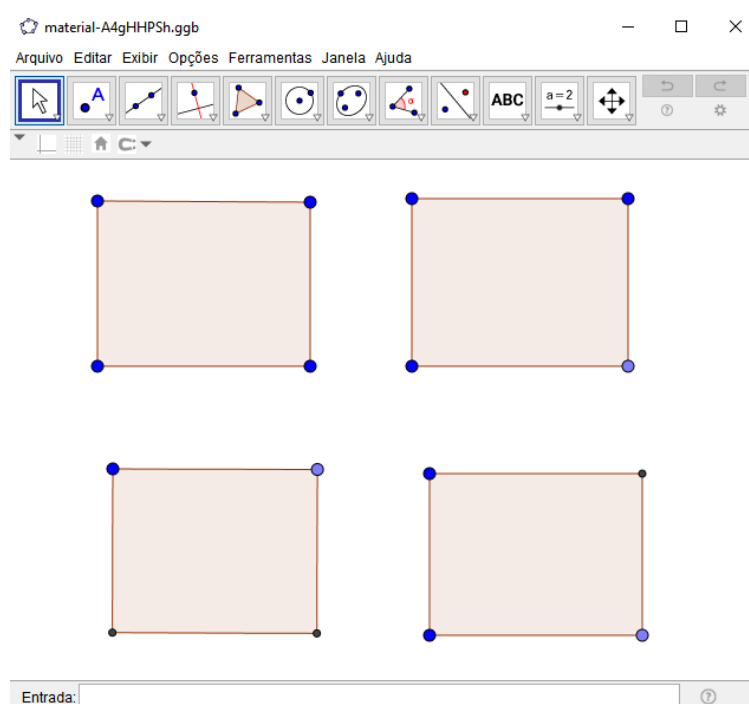 material-A4gHHPSh.ggb
Arquivo Editar Exibir Opções Ferramentas Janela Ajuda
A α ABC a=2
Entrada: